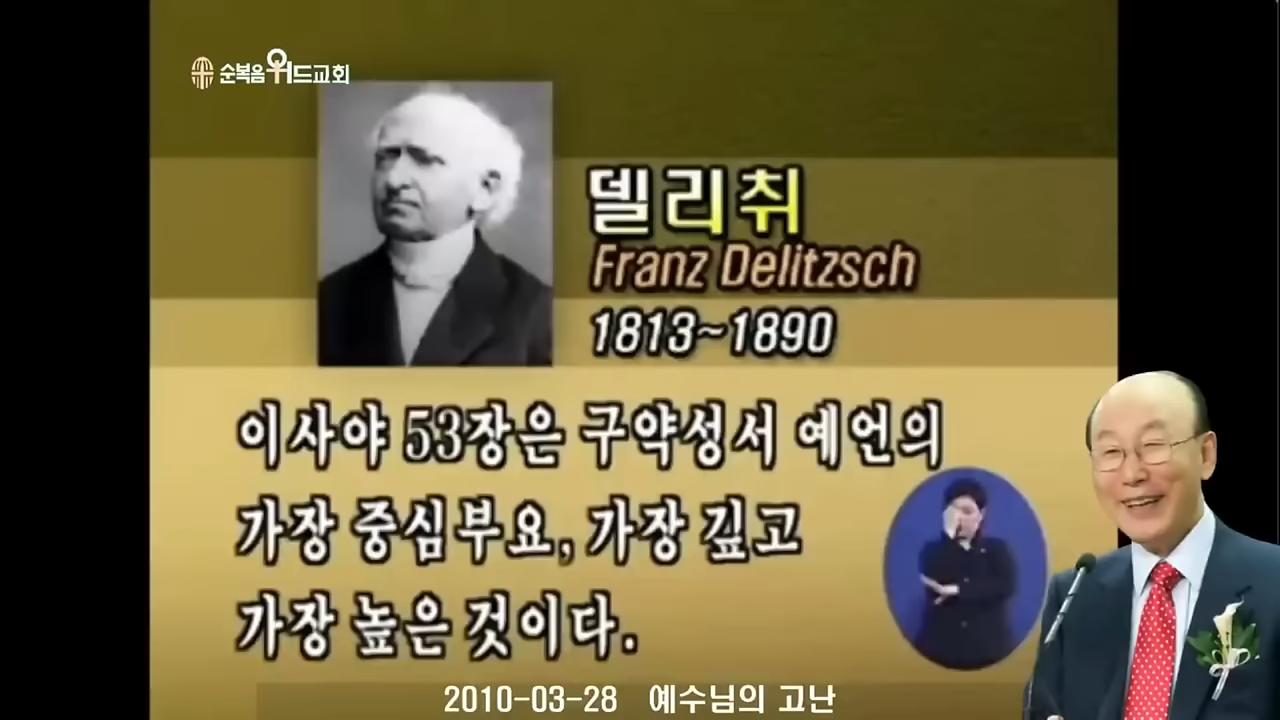 순복음워드교회
델리취
Franz Delitzsch
1813~1890
이사야 53장은 구약성서 예언의
가장 중심부요, 가장 깊고
가장 높은 것이다.
2010-03-28 예수님의 고난